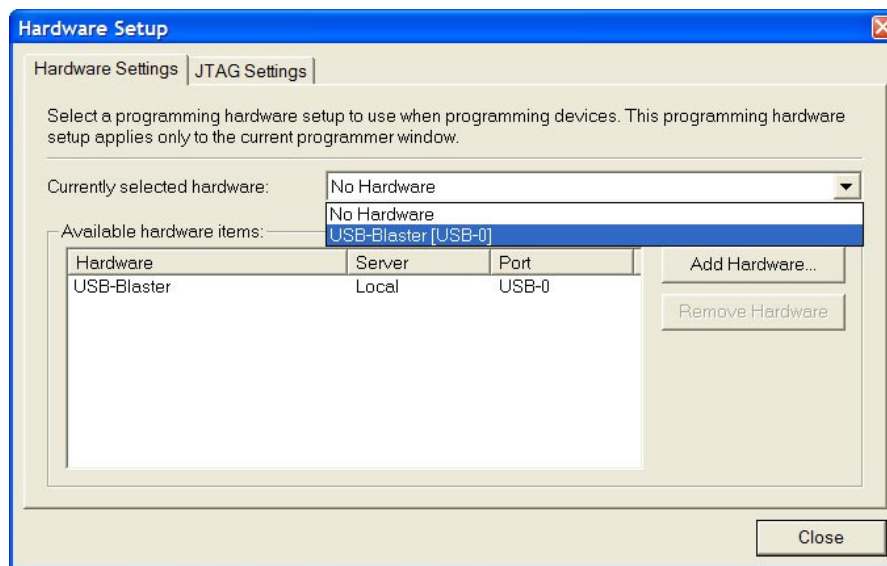 Hardware Setup
Hardware Settings JTAG Settings
Select a programming hardware setup to use when programming devices. This programming hardware
setup applies only to the current programmer window.
Currently selected hardware: No Hardware
No Hardware
USB-Blaster [USB-0]
Available hardware items:
Hardware Server Port
USB-Blaster Local USB-0
Add Hardware...
Remove Hardware
Close